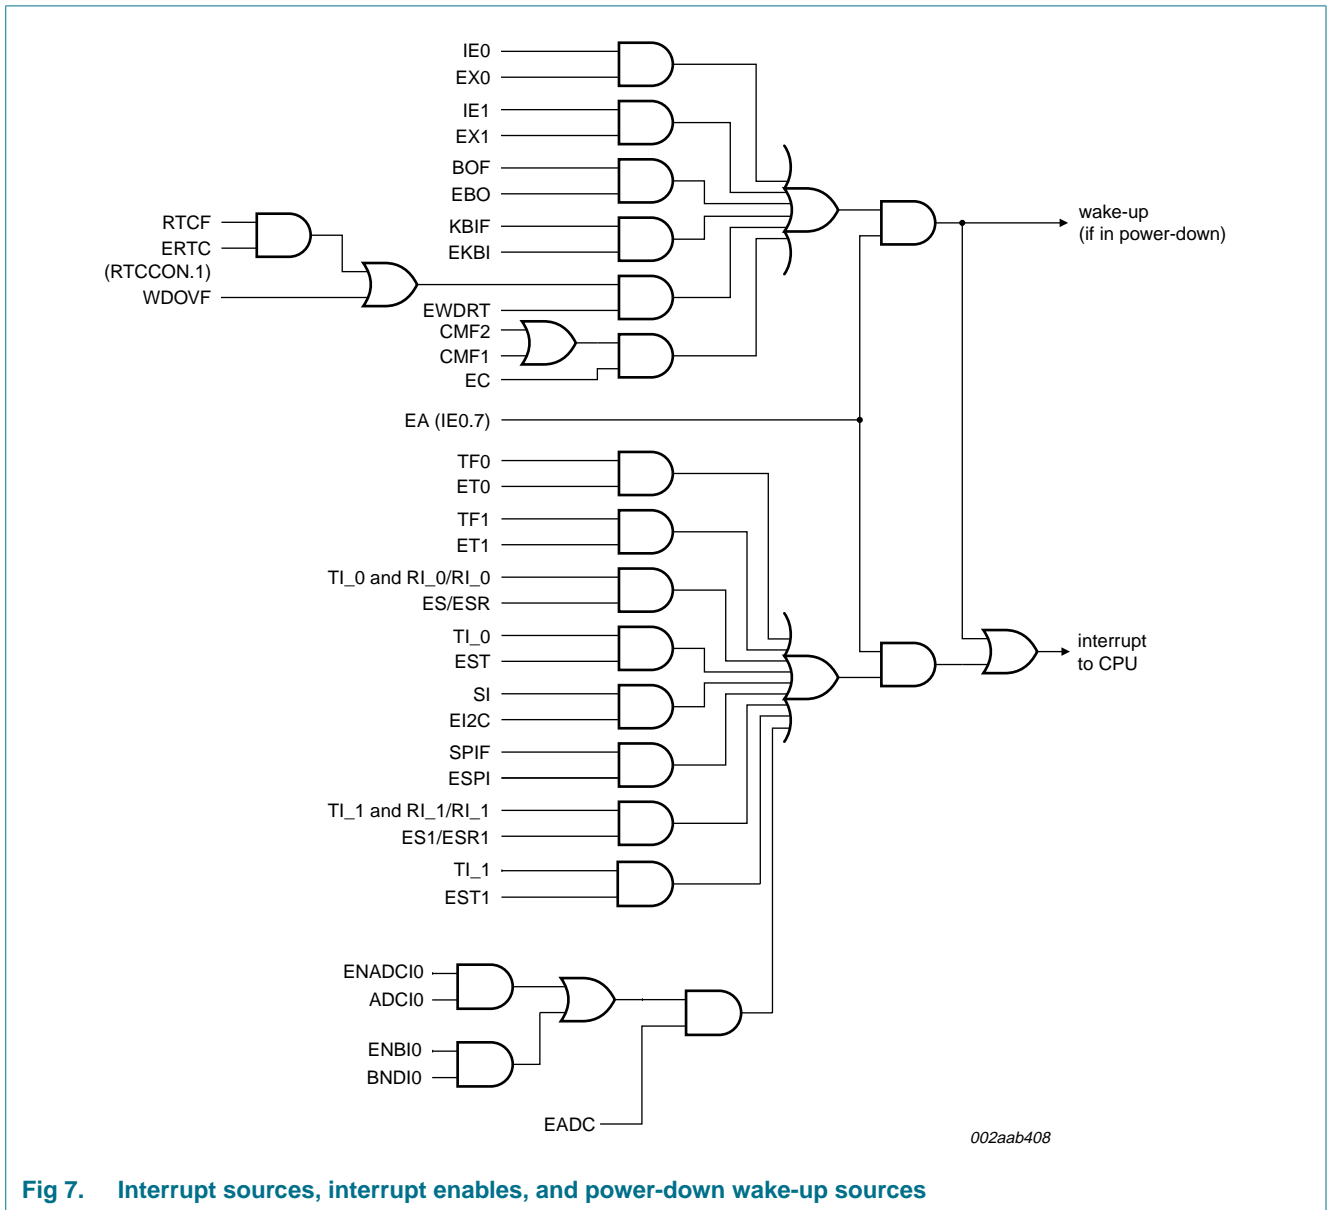 IE0
EX0
IE1
EX1
BOF
EBO
KBIF
EKBI
RTCF
ERTC
(RTCCON.1)
WDOVF
EWDRT
CMF2
CMF1
EC
EA (IE0.7)
wake-up
(if in power-down)
TF0
ET0
TF1
ET1
TI_0 and RI_0/RI_0
ES/ESR
TI_0
EST
SI
EI2C
SPIF
ESPI
TI_1 and RI_1/RI_1
ES1/ESR1
TI_1
EST1
interrupt
to CPU
ENADCI0
ADCI0
ENBI0
BNDI0
EADC
002aab408
Fig 7. Interrupt sources, interrupt enables, and power-down wake-up sources